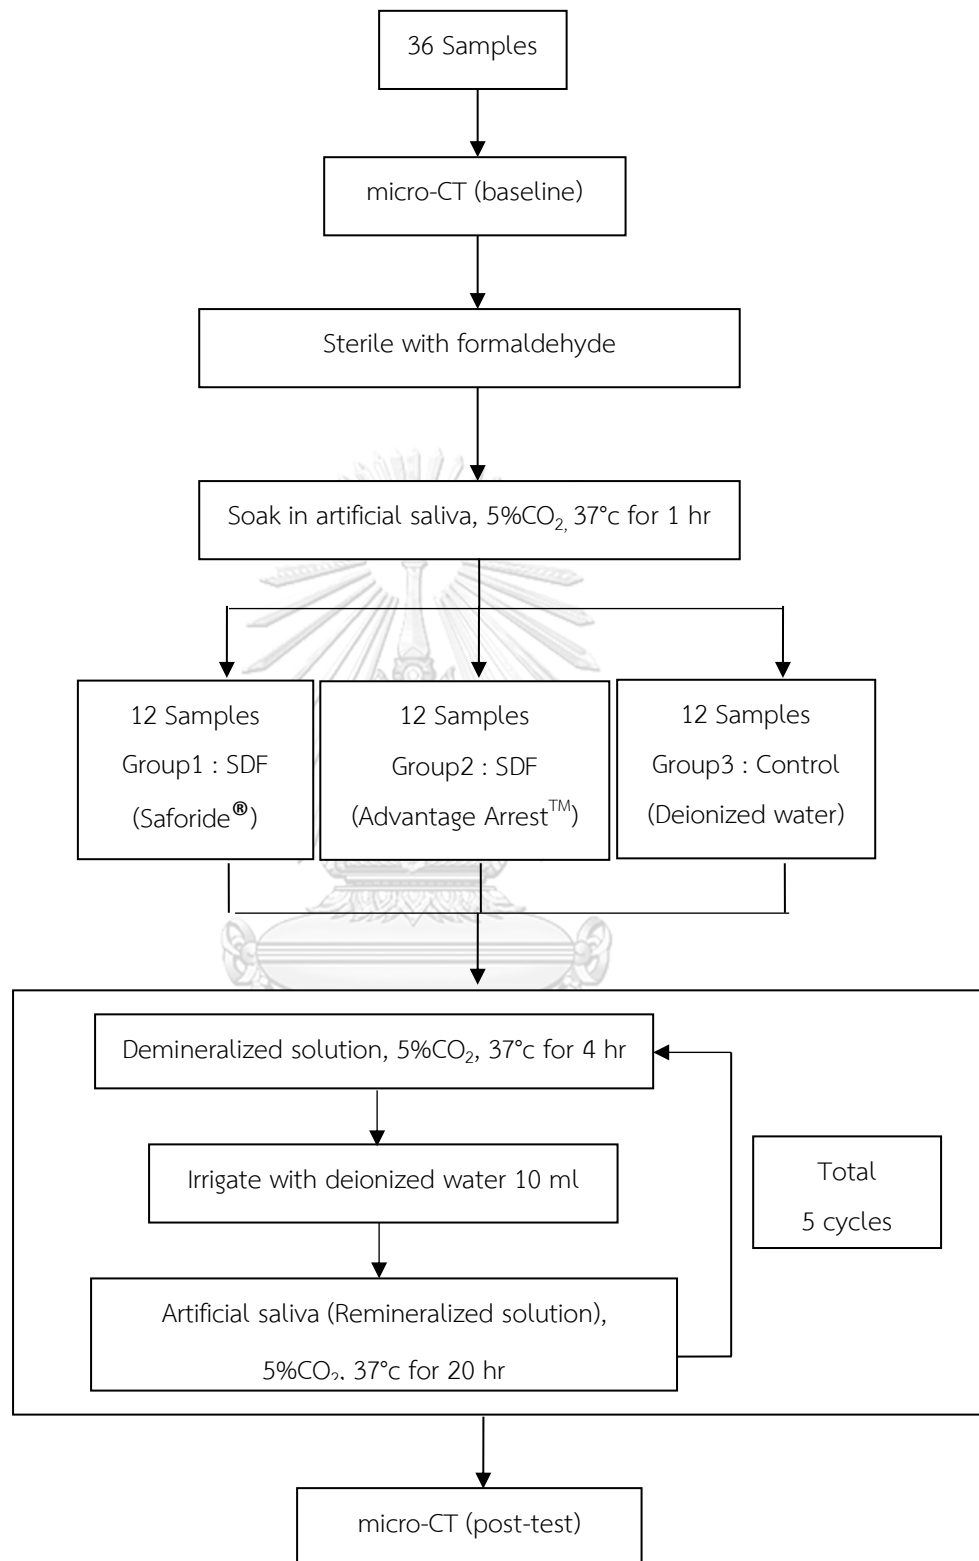 36 Samples
micro-CT (baseline)
Sterile with formaldehyde
Soak in artificial saliva, 5%CO₂, 37°c for 1 hr
12 Samples
Group1 : SDF
(Saforide®)
12 Samples
Group2 : SDF
(Advantage Arrest™)
12 Samples
Group3 : Control
(Deionized water)
Demineralized solution, 5%CO₂, 37°c for 4 hr
Irrigate with deionized water 10 ml
Artificial saliva (Remineralized solution),
5%CO₂, 37°c for 20 hr
Total
5 cycles
micro-CT (post-test)